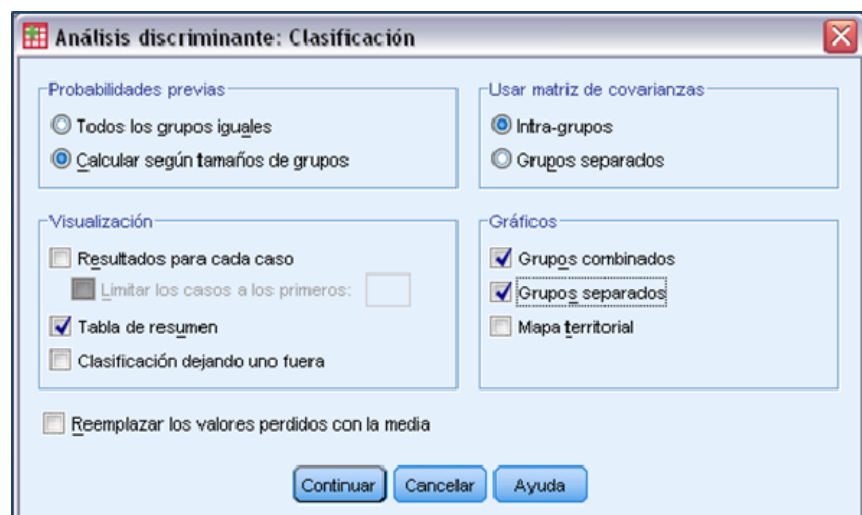 Análisis discriminante: Clasificación
Probabilidades previas
Todos los grupos iguales
Calcular según tamaños de grupos
Usar matriz de covarianzas
Intra-grupos
Grupos separados
Visualización
Resultados para cada caso
Limitar los casos a los primeros:
Tabla de resumen
Clasificación dejando uno fuera
Gráficos
Grupos combinados
Grupos separados
Mapa territorial
Reemplazar los valores perdidos con la media
Continuar
Cancelar
Ayuda